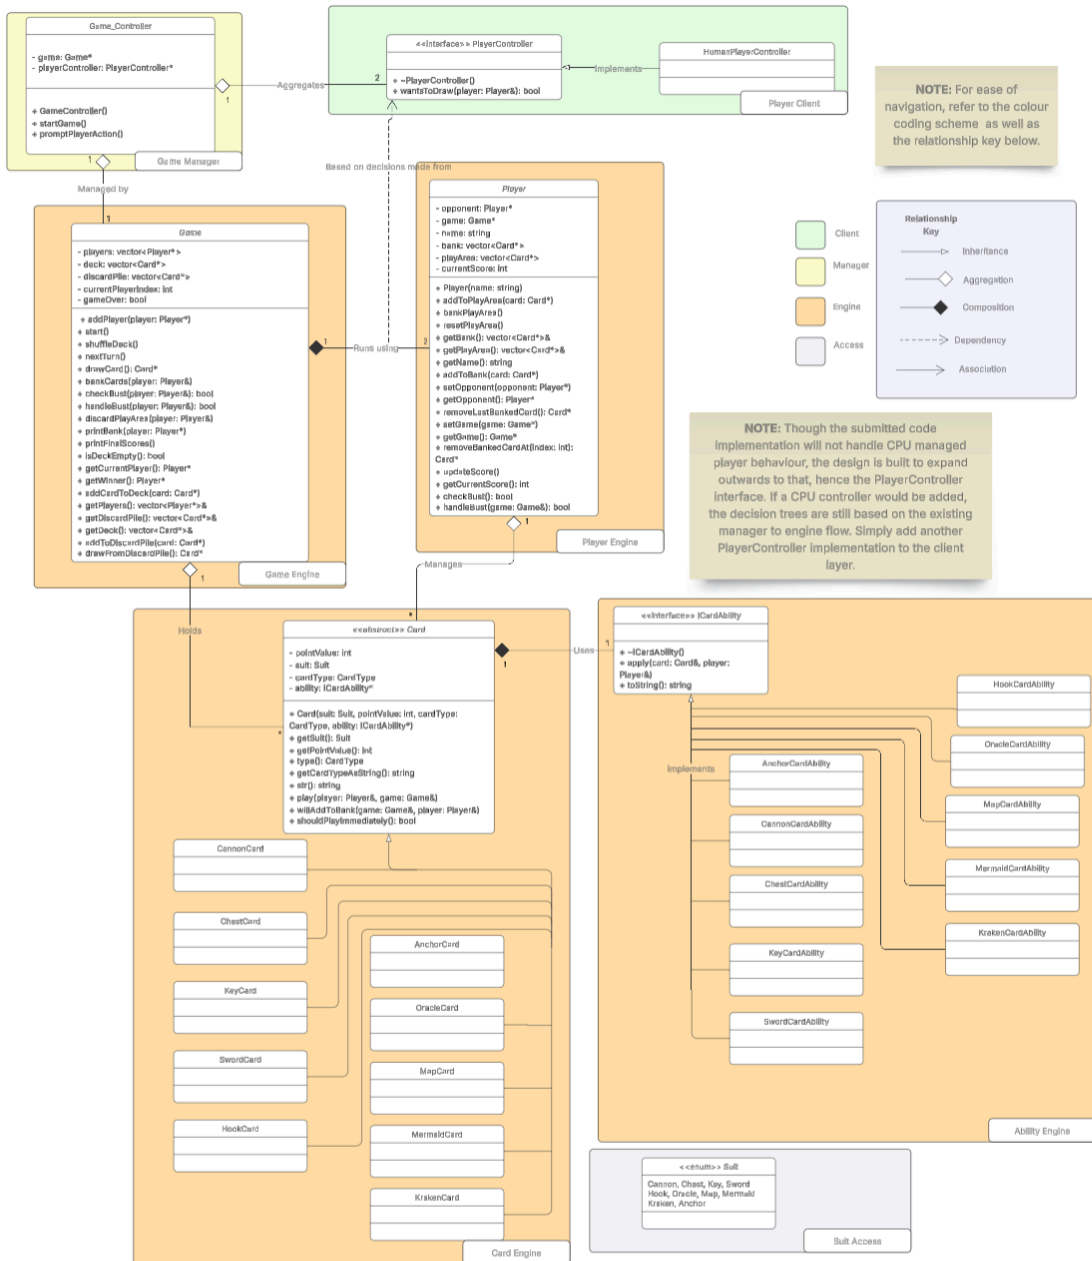 Game_Controller
- game: Game*
- playerController: PlayerController*
+ GameController()
+ startGame()
+ promptPlayerAction()
Game Manager
1
Aggregates
2
<<interface>> PlayerController
+ ~PlayerController()
+ wantsToDraw(player: Player&): bool
Implements
HumanPlayerController
Player Client
NOTE: For ease of
navigation, refer to the colour
coding scheme as well as
the relationship key below.
1
Managed by
1
Based on decisions made from
Game
- players: vector<Player*>
- deck: vector<Card*>
- discardPile: vector<Card*>
- currentPlayerIndex: int
- gameOver: bool
+ addPlayer(player: Player*)
+ start()
+ shuffleDeck()
+ nextTurn()
+ drawCard(): Card*
+ bankCards(player: Player&)
+ checkBust(player: Player&): bool
+ handleBust(player: Player&): bool
+ discardPlayArea(player: Player&)
+ printBank(player: Player*)
+ printFinalScores()
+ isDeckEmpty(): bool
+ getCurrentPlayer(): Player*
+ getWinner(): Player*
+ addCardToDeck(card: Card*)
+ getPlayers(): vector<Player*>&
+ getDiscardPile(): vector<Card*>&
+ getDeck(): vector<Card*>&
+ addToDiscardPile(card: Card*)
+ drawFromDiscardPile(): Card*
Game Engine
1
Runs using
2
Player
- opponent: Player*
- game: Game*
- name: string
- bank: vector<Card*>
- playArea: vector<Card*>
- currentScore: int
+ Player(name: string)
+ addToPlayArea(card: Card*)
+ bankPlayArea()
+ resetPlayArea()
+ getBank(): vector<Card*>&
+ getPlayArea(): vector<Card*>&
+ getName(): string
+ addToBank(card: Card*)
+ setOpponent(opponent: Player*)
+ getOpponent(): Player*
+ removeLastBankedCard(): Card*
+ setGame(game: Game*)
+ getGame(): Game*
+ removeBankedCardAt(index: int):
Card*
+ updateScore()
+ getCurrentScore(): int
+ checkBust(): bool
+ handleBust(game: Game&): bool
Player Engine
Client
Manager
Engine
Access
Relationship
Key
Inheritance
Aggregation
Composition
Dependency
Association
NOTE: Though the submitted code
implementation will not handle CPU managed
player behaviour, the design is built to expand
outwards to that, hence the PlayerController
interface. If a CPU controller would be added,
the decision trees are still based on the existing
manager to engine flow. Simply add another
PlayerController implementation to the client
layer.
1
Holds
*
1
Manages
*
<<abstract>> Card
- pointValue: int
- suit: Suit
- cardType: CardType
- ability: ICardAbility*
+ Card(suit: Suit, pointValue: int, cardType:
CardType, ability: ICardAbility*)
+ getSuit(): Suit
+ getPointValue(): int
+ type(): CardType
+ getCardTypeAsString(): string
+ str(): string
+ play(player: Player&, game: Game&)
+ willAddToBank(game: Game&, player: Player&)
+ shouldPlayImmediately(): bool
1
Uses
1
<<interface>> ICardAbility
+ ~ICardAbility()
+ apply(card: Card&, player:
Player&)
+ toString(): string
Implements
HookCardAbility
OracleCardAbility
AnchorCardAbility
MapCardAbility
CannonCardAbility
MermaidCardAbility
ChestCardAbility
KrakenCardAbility
KeyCardAbility
SwordCardAbility
Ability Engine
CannonCard
ChestCard
AnchorCard
KeyCard
OracleCard
SwordCard
MapCard
HookCard
MermaidCard
KrakenCard
Card Engine
<<enum>> Suit
Cannon, Chest, Key, Sword
Hook, Oracle, Map, Mermaid
Kraken, Anchor
Suit Access